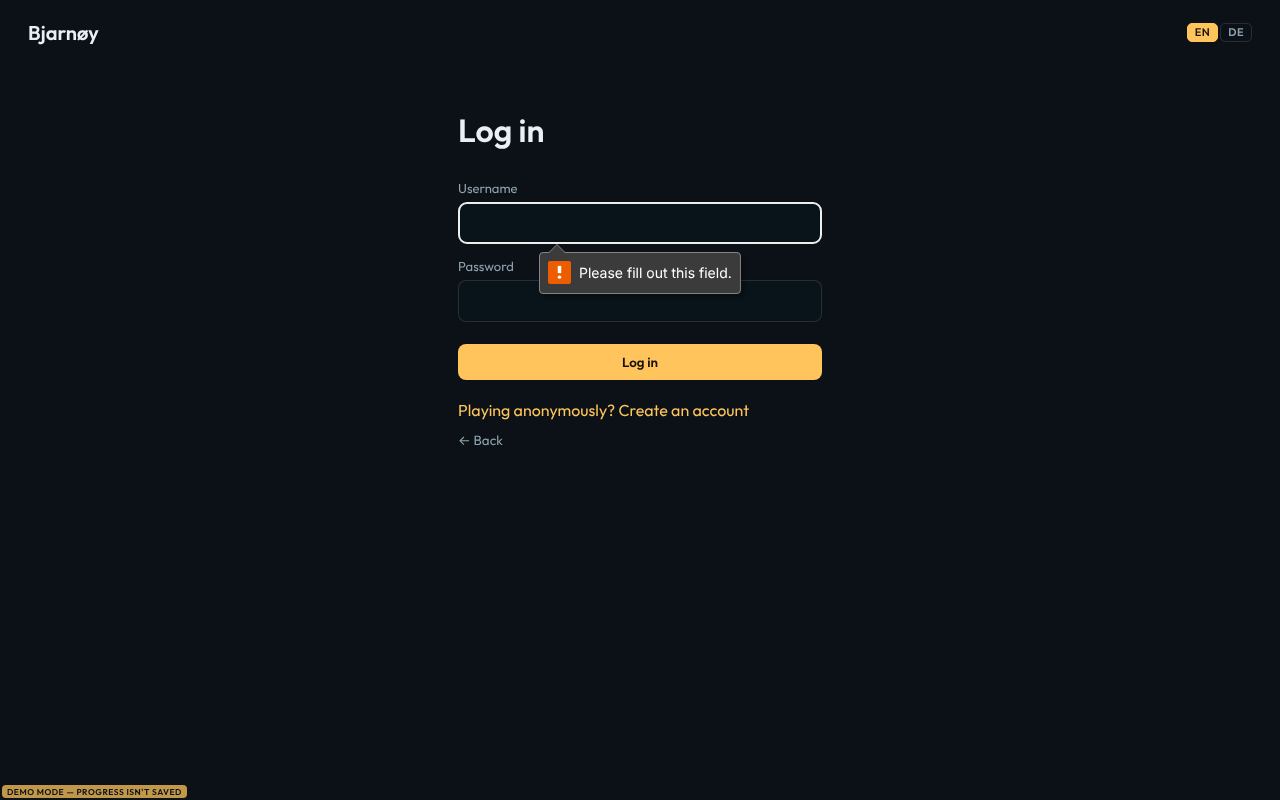 Bjarnøy
EN DE
Log in
Username
Please fill out this field.
Password
Log in
Playing anonymously? Create an account
← Back
DEMO MODE — PROGRESS ISN'T SAVED